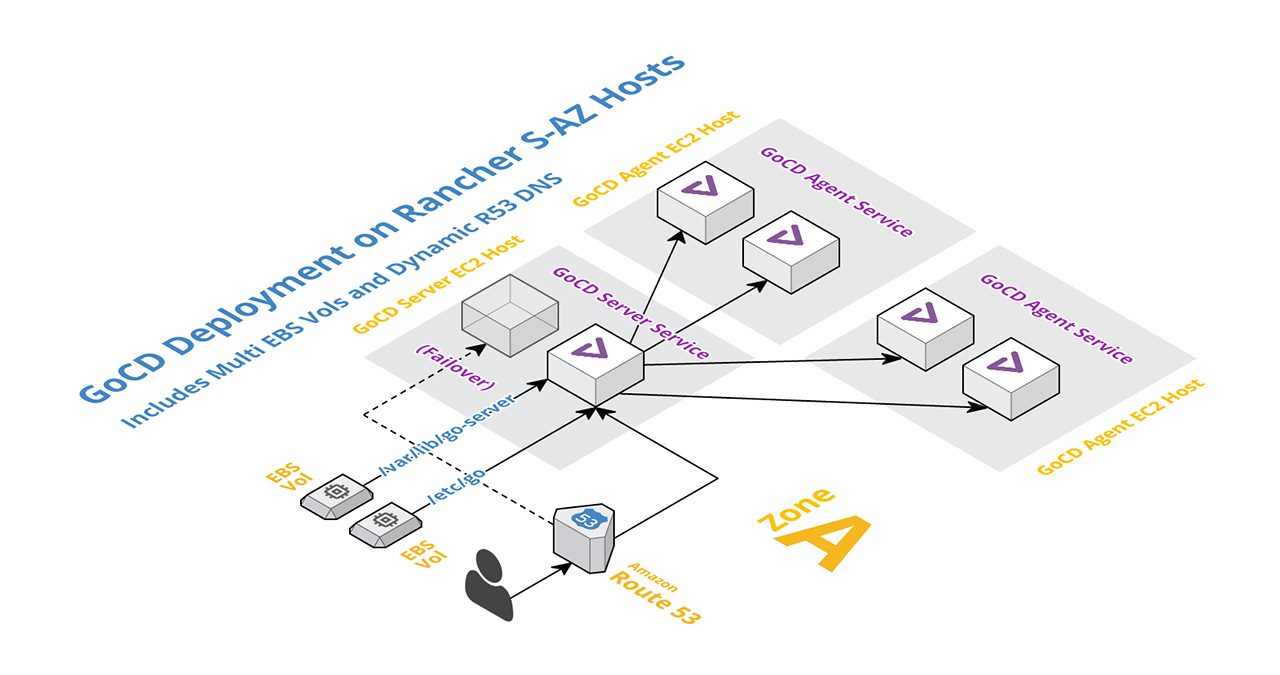 GoCD Deployment on Rancher S-AZ Hosts
Includes Multi EBS Vols and Dynamic R53 DNS
GoCD Agent EC2 Host
GoCD Agent Service
GoCD Server EC2 Host
GoCD Server Service
(Failover)
GoCD Agent Service
GoCD Agent EC2 Host
/var/lib/go-server
/etc/go
EBS
Vol
EBS
Vol
53
Amazon
Route 53
Zone
A